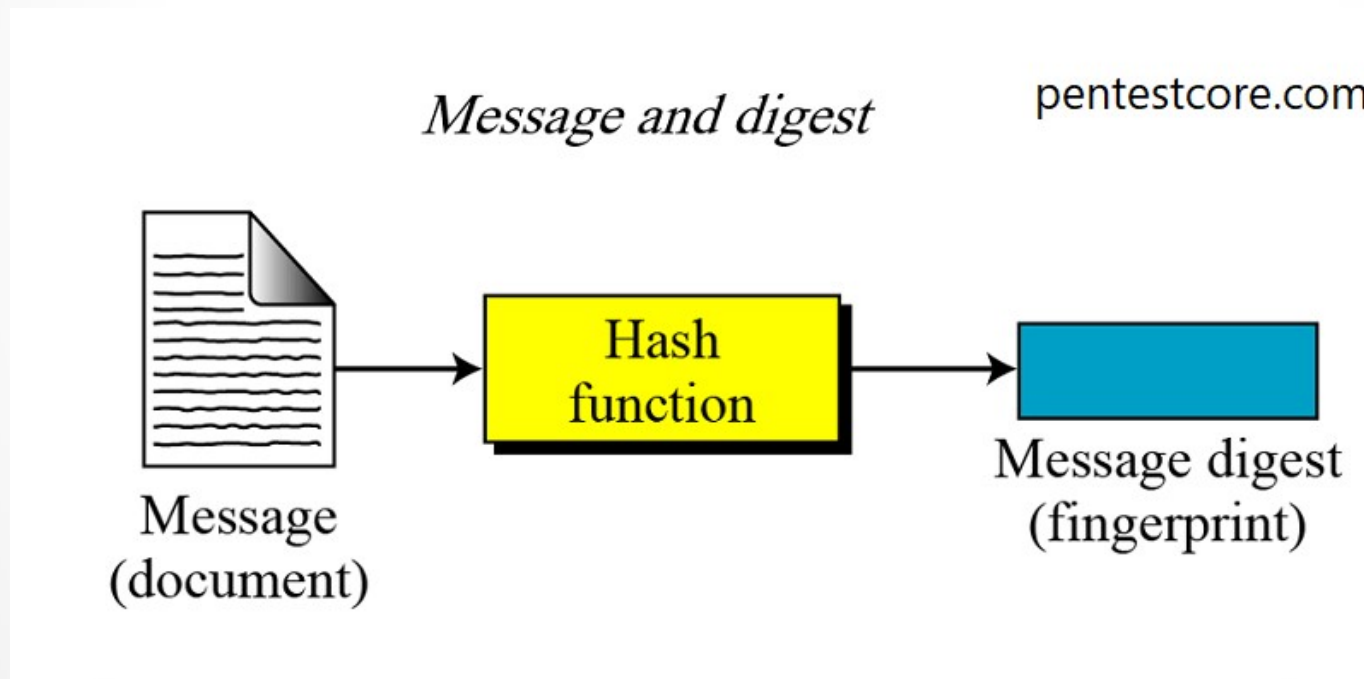 pentestcore.com
Message and digest
Hash
function
Message digest
(fingerprint)
Message
(document)